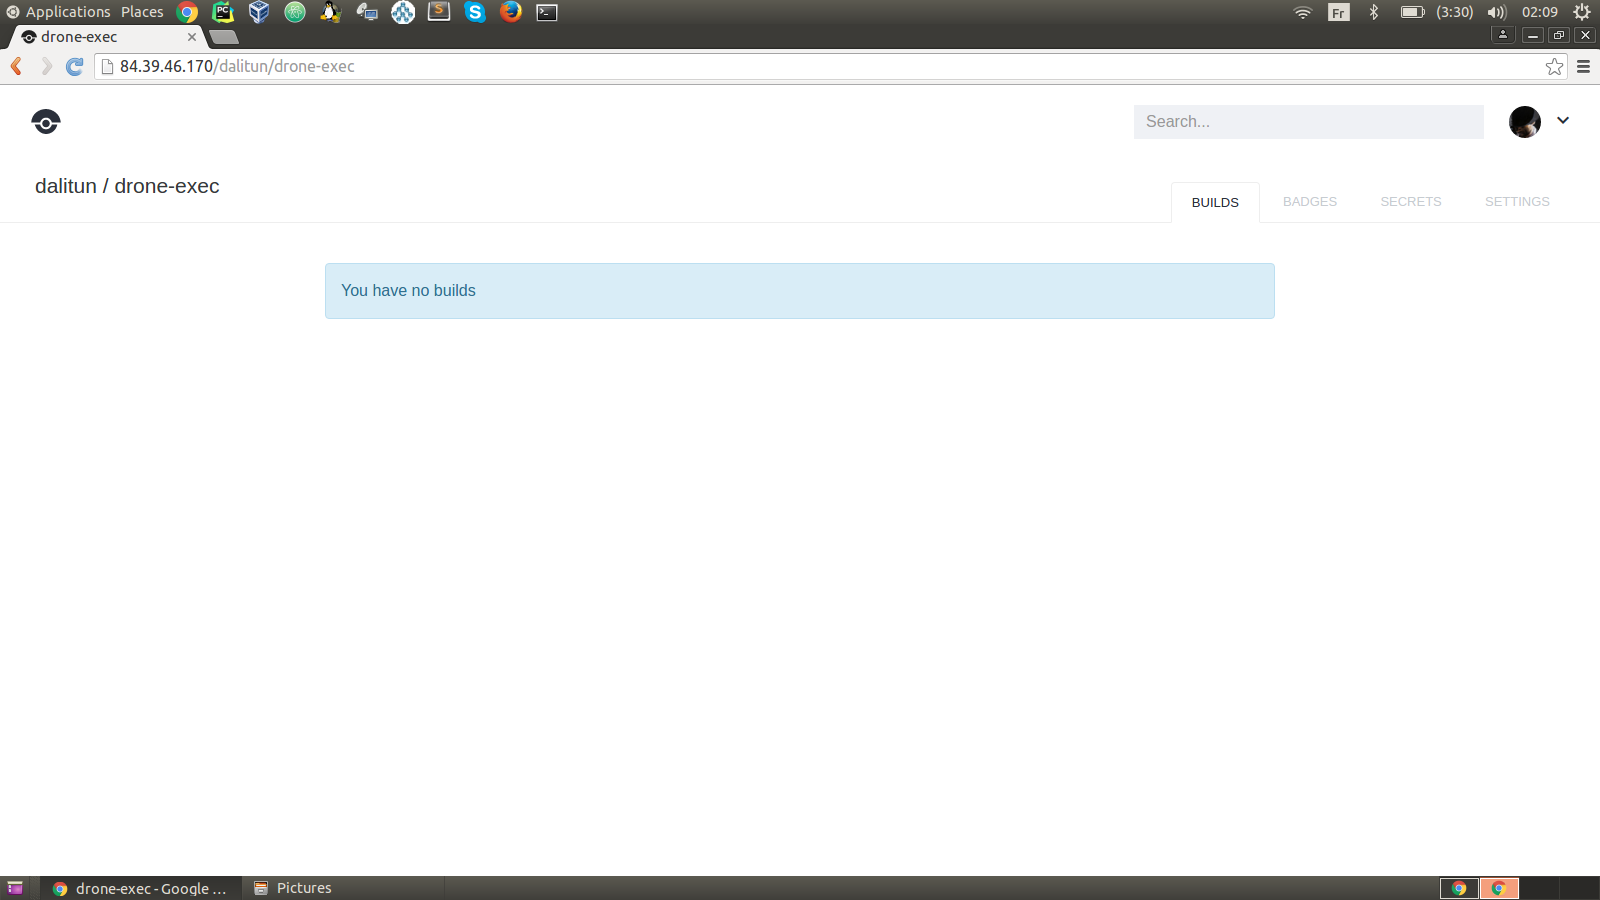 Applications Places PC S Fr (3:30) 02:09
drone-exec
84.39.46.170/dalitun/drone-exec
Search...
dalitun / drone-exec
BUILDS BADGES SECRETS SETTINGS
You have no builds
drone-exec - Google ... Pictures